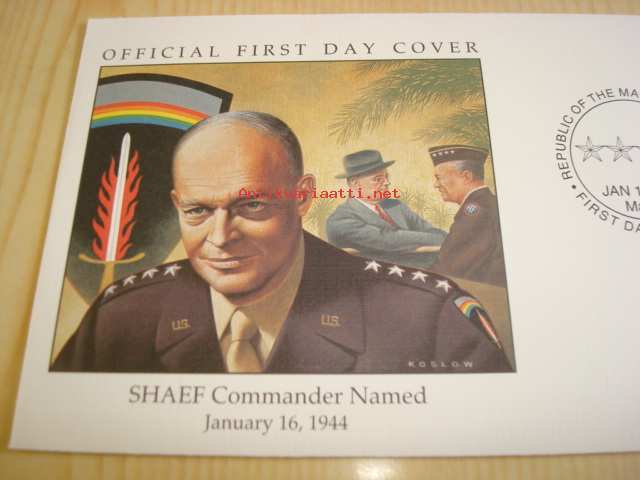 OFFICIAL FIRST DAY COVER
REPUBLIC OF THE MA
JAN 1
Ma
FIRST DA
Antikvariaatti.net
U.S.
U.S.
KOSLOW
SHAEF Commander Named
January 16, 1944